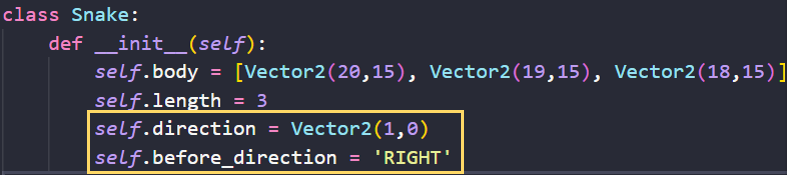 class Snake:
    def __init__(self):
        self.body = [Vector2(20,15), Vector2(19,15), Vector2(18,15)]
        self.length = 3
        self.direction = Vector2(1,0)
        self.before_direction = 'RIGHT'